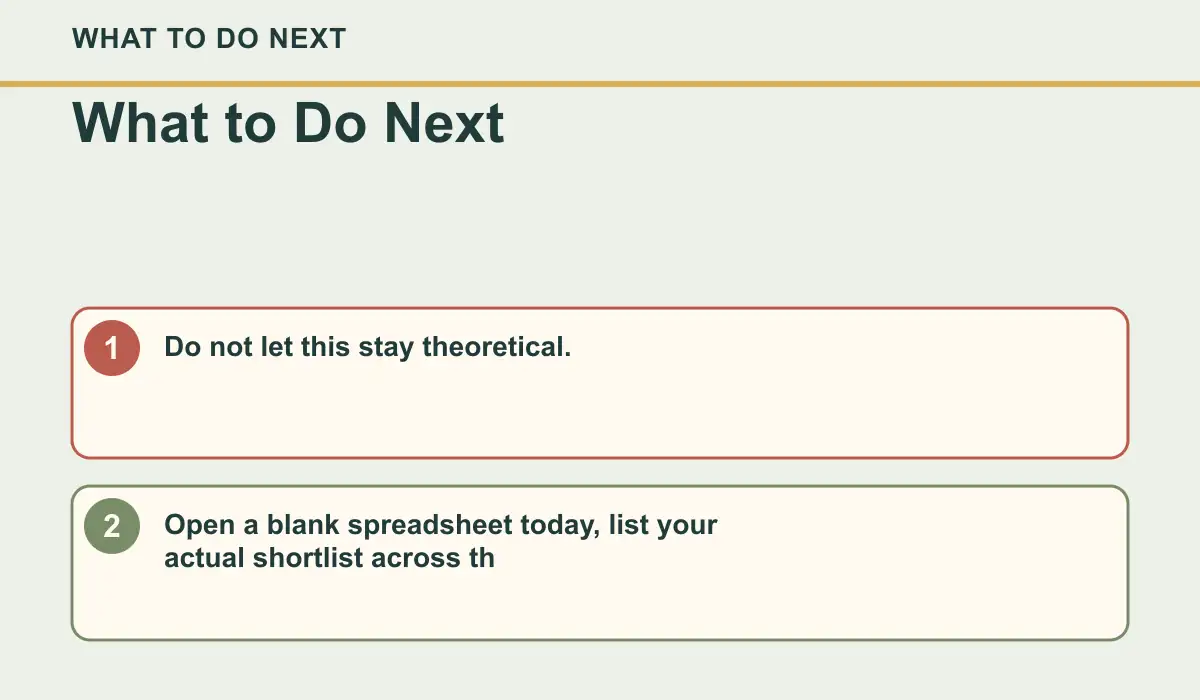 WHAT TO DO NEXT
What to Do Next
1
Do not let this stay theoretical.
2
Open a blank spreadsheet today, list your
actual shortlist across th